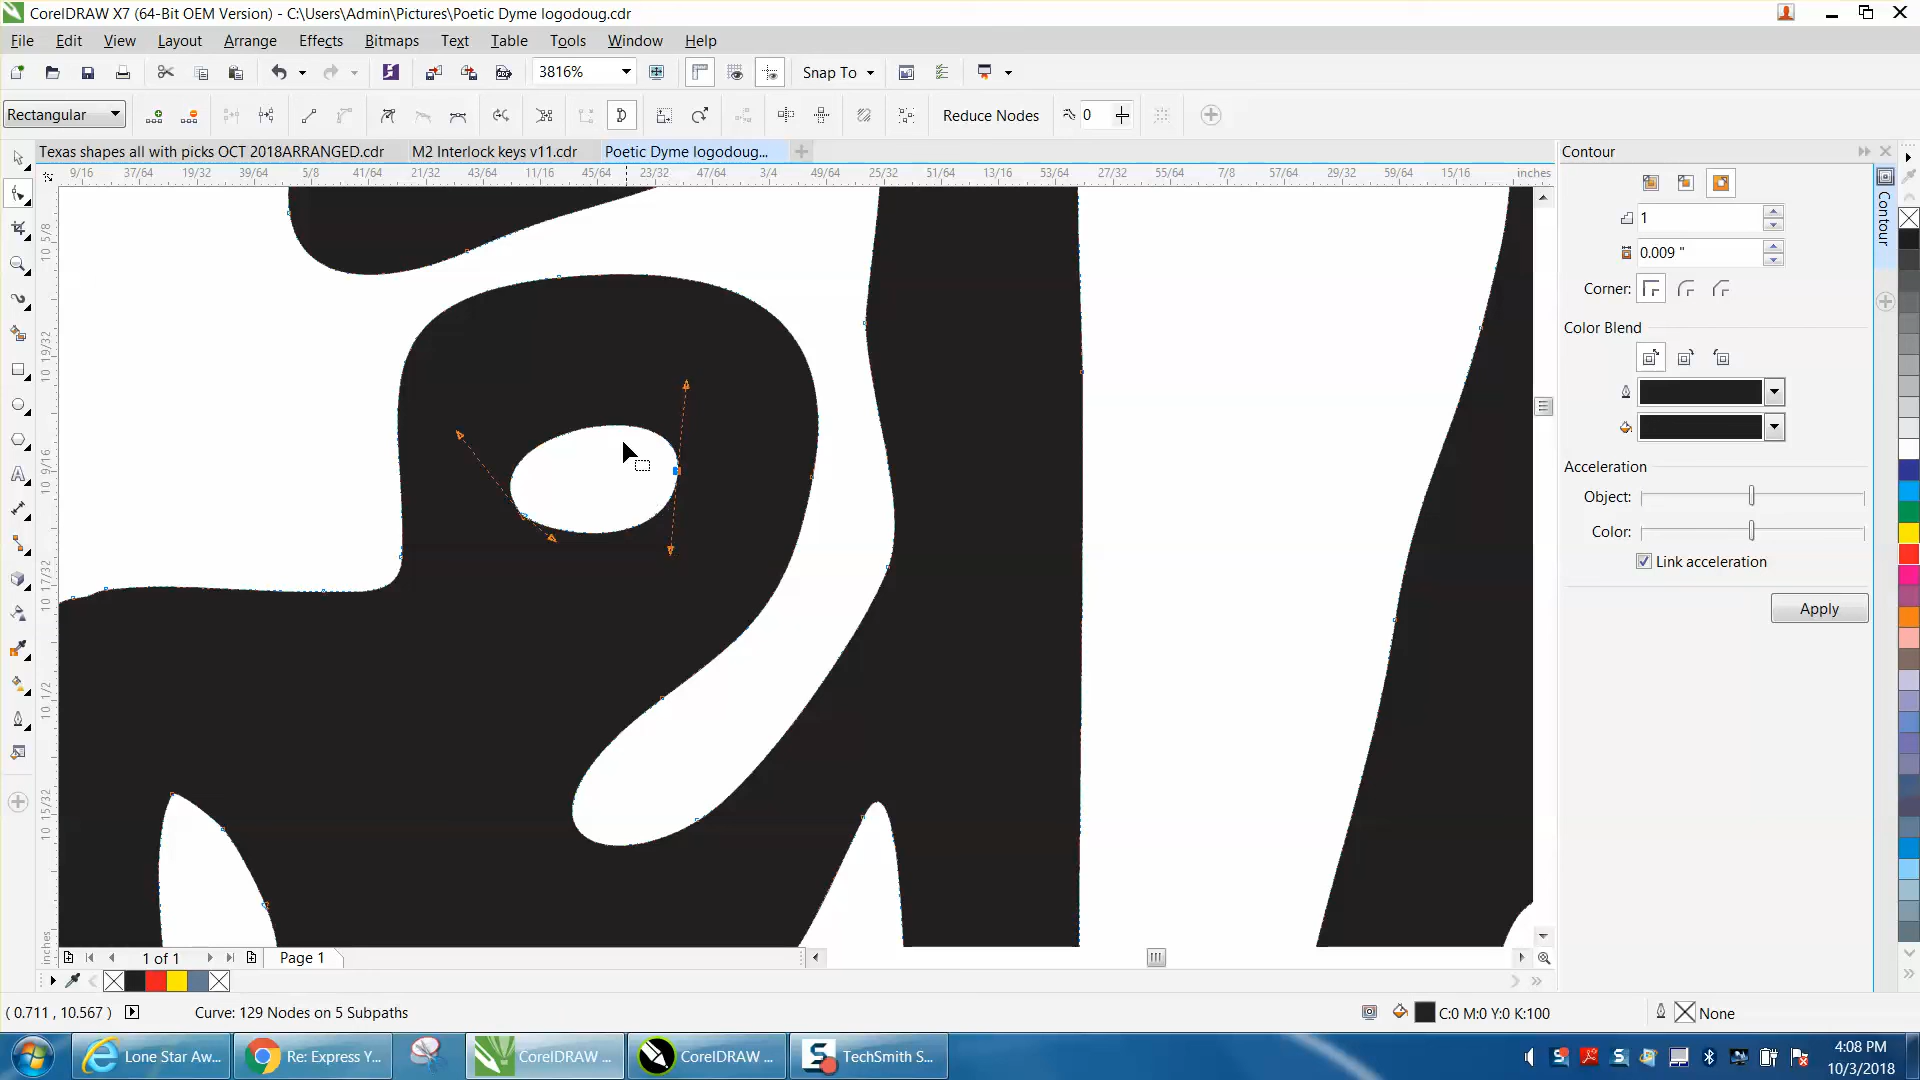 CorelDRAW X7 (64-Bit OEM Version) - C:\Users\Admin\Pictures\Poetic Dyme logodoug.cdr
File Edit View Layout Arrange Effects Bitmaps Text Table Tools Window Help
3816% Snap To
Rectangular Reduce Nodes 0
Texas shapes all with picks OCT 2018ARRANGED.cdr M2 Interlock keys v11.cdr Poetic Dyme logodoug...
9/16 37/64 19/32 39/64 5/8 41/64 21/32 43/64 11/16 45/64 23/32 47/64 3/4 49/64 25/32 51/64 13/16 53/64 27/32 55/64 7/8 57/64 29/32 59/64 15/16 inches
10 5/8
10 19/32
10 9/16
10 17/32
10 1/2
10 15/32
inches
Contour
Contour
1
0.009 "
Corner:
Color Blend
Acceleration
Object:
Color:
Link acceleration
Apply
1 of 1 Page 1
( 0.711 , 10.567 ) Curve: 129 Nodes on 5 Subpaths C:0 M:0 Y:0 K:100 None
Lone Star Aw... Re: Express Y... CorelDRAW ... CorelDRAW ... TechSmith S...
4:08 PM
10/3/2018